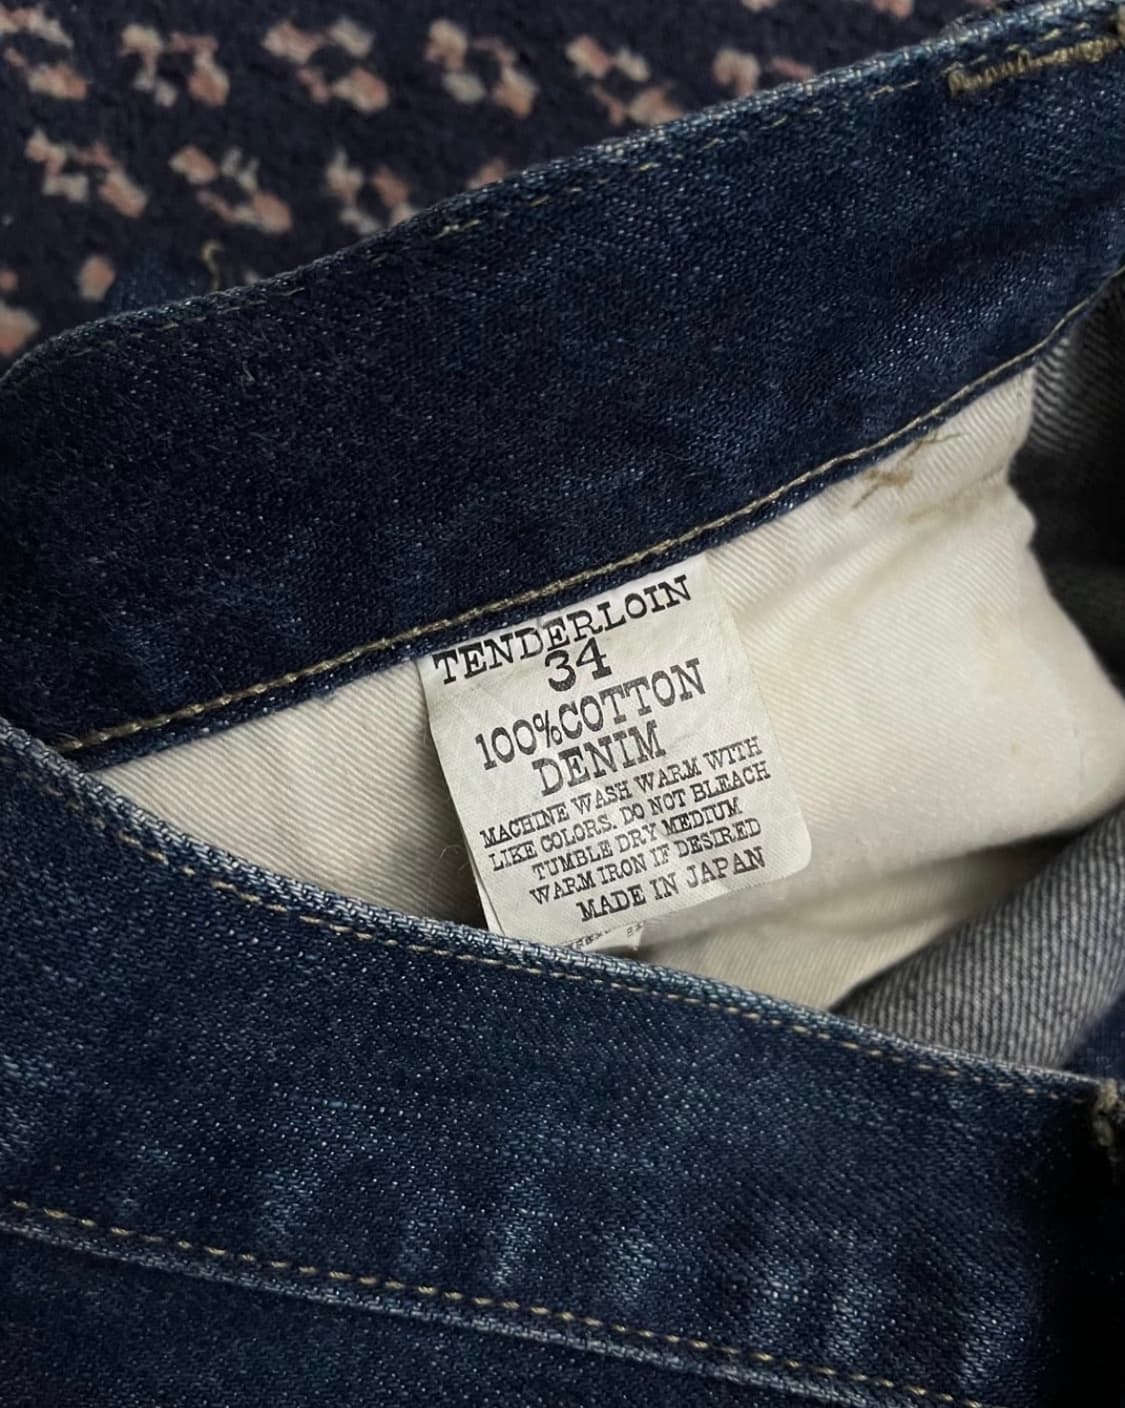 TENDERLOIN
34
100%COTTON
DENIM
MACHINE WASH WARM WITH
LIKE COLORS. DO NOT BLEACH
TUMBLE DRY MEDIUM
WARM IRON IF DESIRED
MADE IN JAPAN